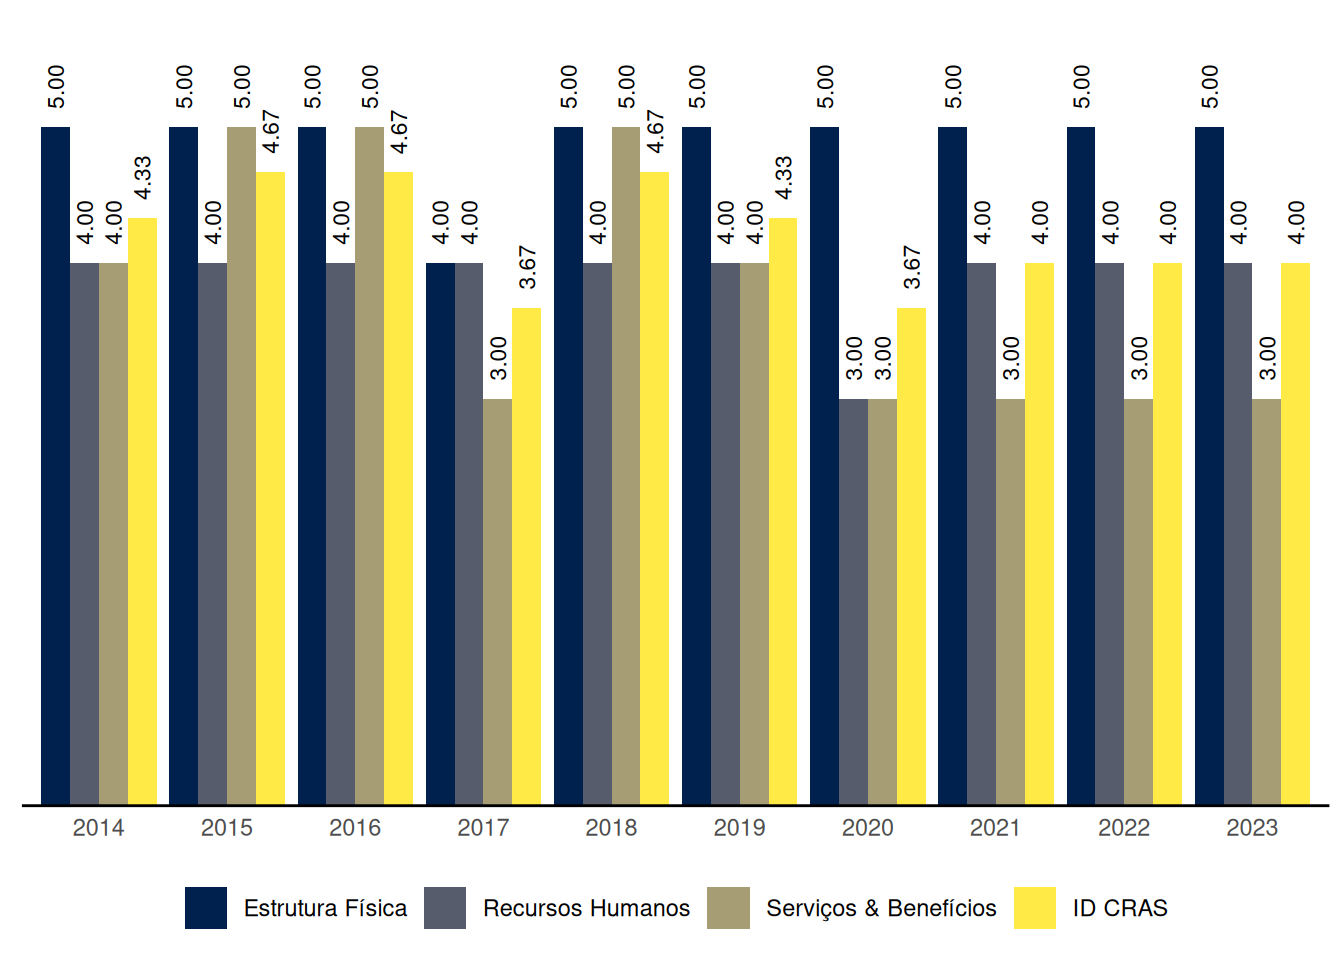 5.00 4.00 4.00 4.33 5.00 4.00 5.00 4.67 5.00 4.00 5.00 4.67 4.00 4.00 3.00 3.67 5.00 4.00 5.00 4.67 5.00 4.00 4.00 4.33 5.00 3.00 3.00 3.67 5.00 4.00 3.00 4.00 5.00 4.00 3.00 4.00 5.00 4.00 3.00 4.00
2014 2015 2016 2017 2018 2019 2020 2021 2022 2023
Estrutura Física Recursos Humanos Serviços & Benefícios ID CRAS